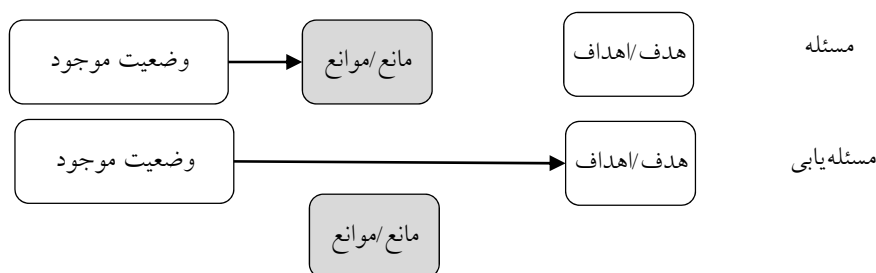 مسئله
هدف/اهداف
مانع/موانع
وضعیت موجود
مسئله‌یابی
هدف/اهداف
وضعیت موجود
مانع/موانع